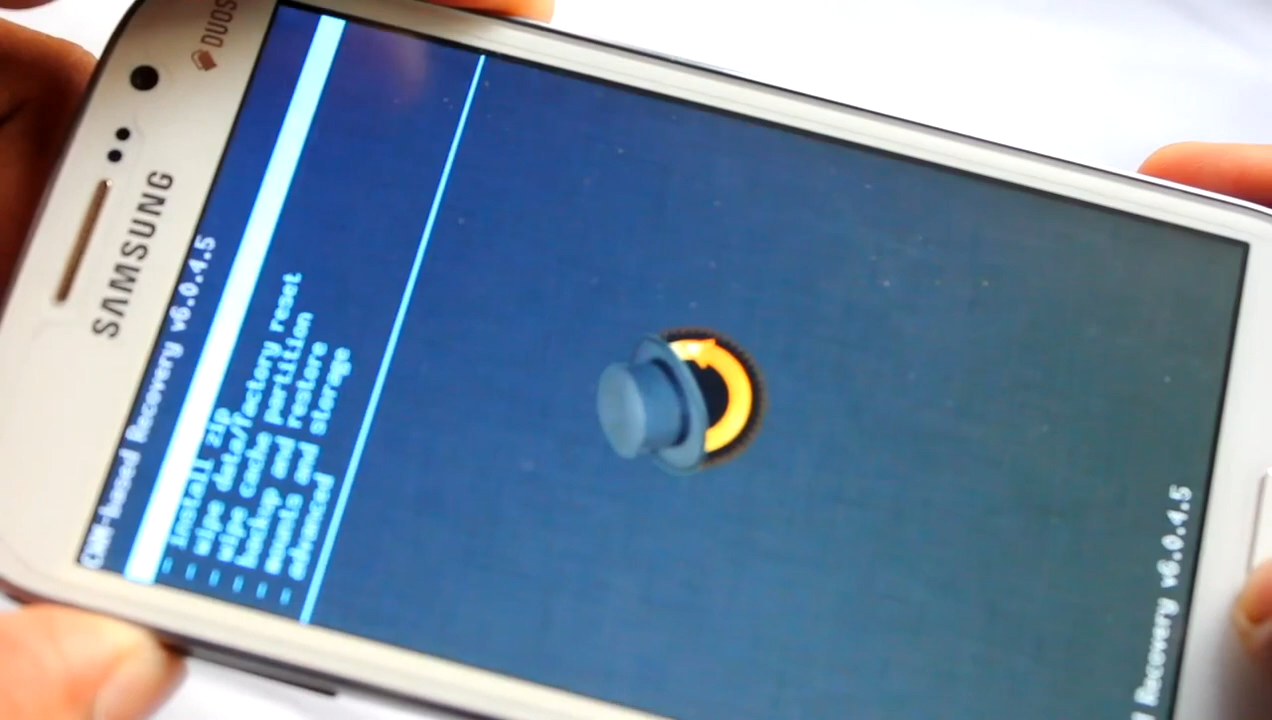 DUOS
SAMSUNG
CWM-based Recovery v6.0.4.5
- install zip
- wipe data/factory reset
- wipe cache partition
- backup and restore
- mounts and storage
- advanced
Recovery v6.0.4.5